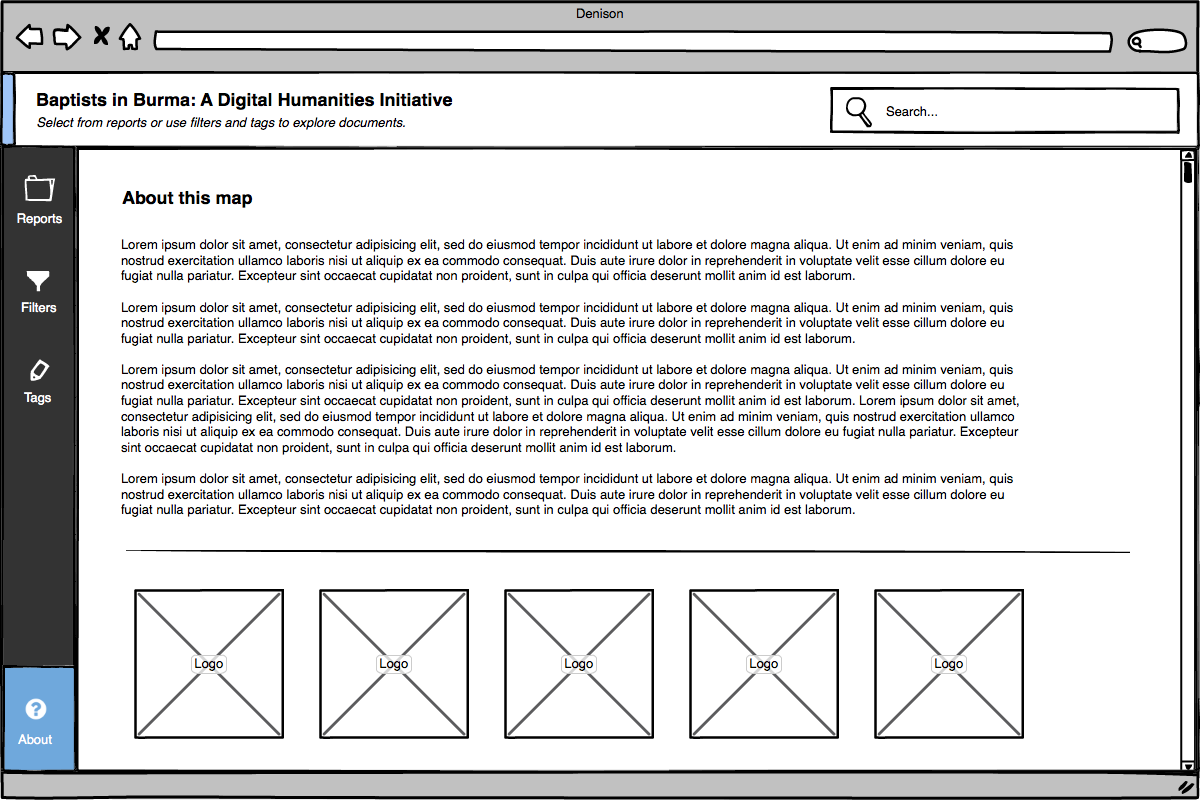 Denison
Baptists in Burma: A Digital Humanities Initiative
Select from reports or use filters and tags to explore documents.
Search...
Reports
Filters
Tags
About
About this map
Lorem ipsum dolor sit amet, consectetur adipisicing elit, sed do eiusmod tempor incididunt ut labore et dolore magna aliqua. Ut enim ad minim veniam, quis
nostrud exercitation ullamco laboris nisi ut aliquip ex ea commodo consequat. Duis aute irure dolor in reprehenderit in voluptate velit esse cillum dolore eu
fugiat nulla pariatur. Excepteur sint occaecat cupidatat non proident, sunt in culpa qui officia deserunt mollit anim id est laborum.
Lorem ipsum dolor sit amet, consectetur adipisicing elit, sed do eiusmod tempor incididunt ut labore et dolore magna aliqua. Ut enim ad minim veniam, quis
nostrud exercitation ullamco laboris nisi ut aliquip ex ea commodo consequat. Duis aute irure dolor in reprehenderit in voluptate velit esse cillum dolore eu
fugiat nulla pariatur. Excepteur sint occaecat cupidatat non proident, sunt in culpa qui officia deserunt mollit anim id est laborum.
Lorem ipsum dolor sit amet, consectetur adipisicing elit, sed do eiusmod tempor incididunt ut labore et dolore magna aliqua. Ut enim ad minim veniam, quis
nostrud exercitation ullamco laboris nisi ut aliquip ex ea commodo consequat. Duis aute irure dolor in reprehenderit in voluptate velit esse cillum dolore eu
fugiat nulla pariatur. Excepteur sint occaecat cupidatat non proident, sunt in culpa qui officia deserunt mollit anim id est laborum. Lorem ipsum dolor sit amet,
consectetur adipisicing elit, sed do eiusmod tempor incididunt ut labore et dolore magna aliqua. Ut enim ad minim veniam, quis nostrud exercitation ullamco
laboris nisi ut aliquip ex ea commodo consequat. Duis aute irure dolor in reprehenderit in voluptate velit esse cillum dolore eu fugiat nulla pariatur. Excepteur
sint occaecat cupidatat non proident, sunt in culpa qui officia deserunt mollit anim id est laborum.
Lorem ipsum dolor sit amet, consectetur adipisicing elit, sed do eiusmod tempor incididunt ut labore et dolore magna aliqua. Ut enim ad minim veniam, quis
nostrud exercitation ullamco laboris nisi ut aliquip ex ea commodo consequat. Duis aute irure dolor in reprehenderit in voluptate velit esse cillum dolore eu
fugiat nulla pariatur. Excepteur sint occaecat cupidatat non proident, sunt in culpa qui officia deserunt mollit anim id est laborum.
Logo
Logo
Logo
Logo
Logo